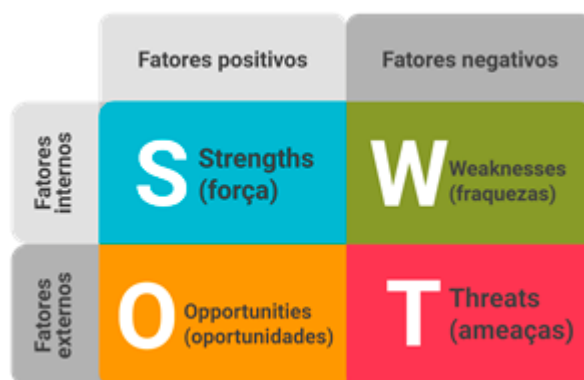 Fatores positivos
Fatores negativos
Fatores
internos
S
Strengths
(força)
W
Weaknesses
(fraquezas)
Fatores
externos
O
Opportunities
(oportunidades)
T
Threats
(ameaças)